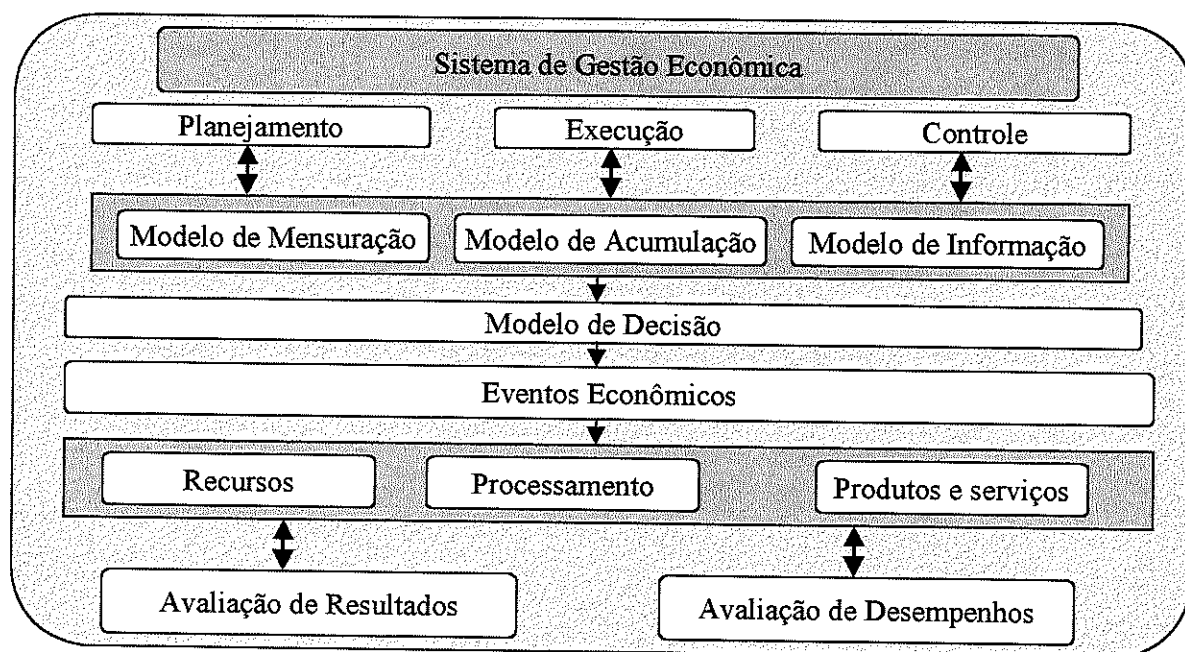 Sistema de Gestão Econômica
Planejamento Execução Controle
Modelo de Mensuração Modelo de Acumulação Modelo de Informação
Modelo de Decisão
Eventos Econômicos
Recursos Processamento Produtos e serviços
Avaliação de Resultados Avaliação de Desempenhos